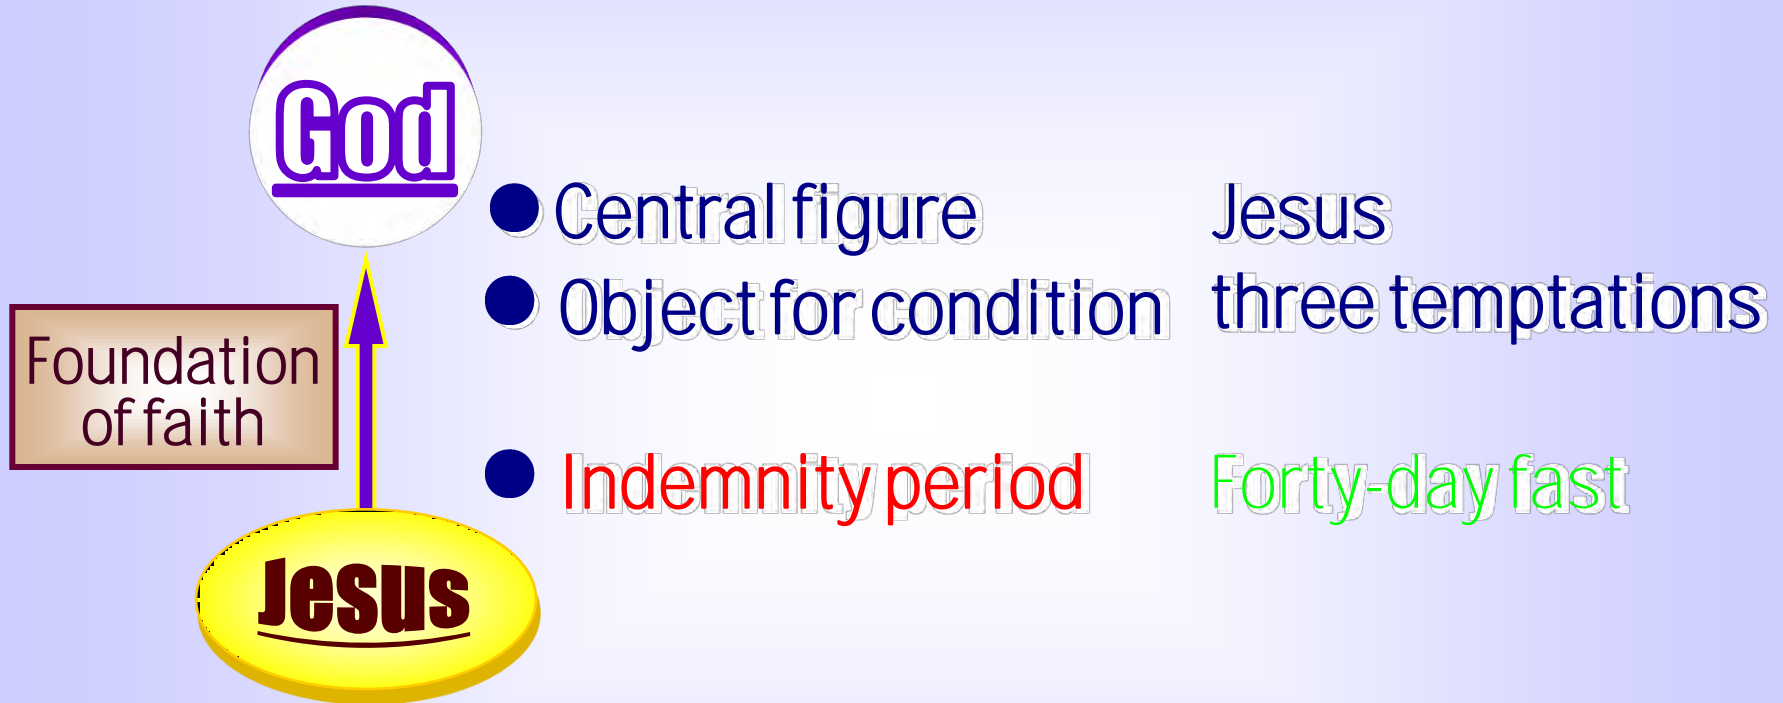 God
● Central figure Jesus
● Object for condition three temptations
Foundation
of faith
● Indemnity period Forty-day fast
Jesus